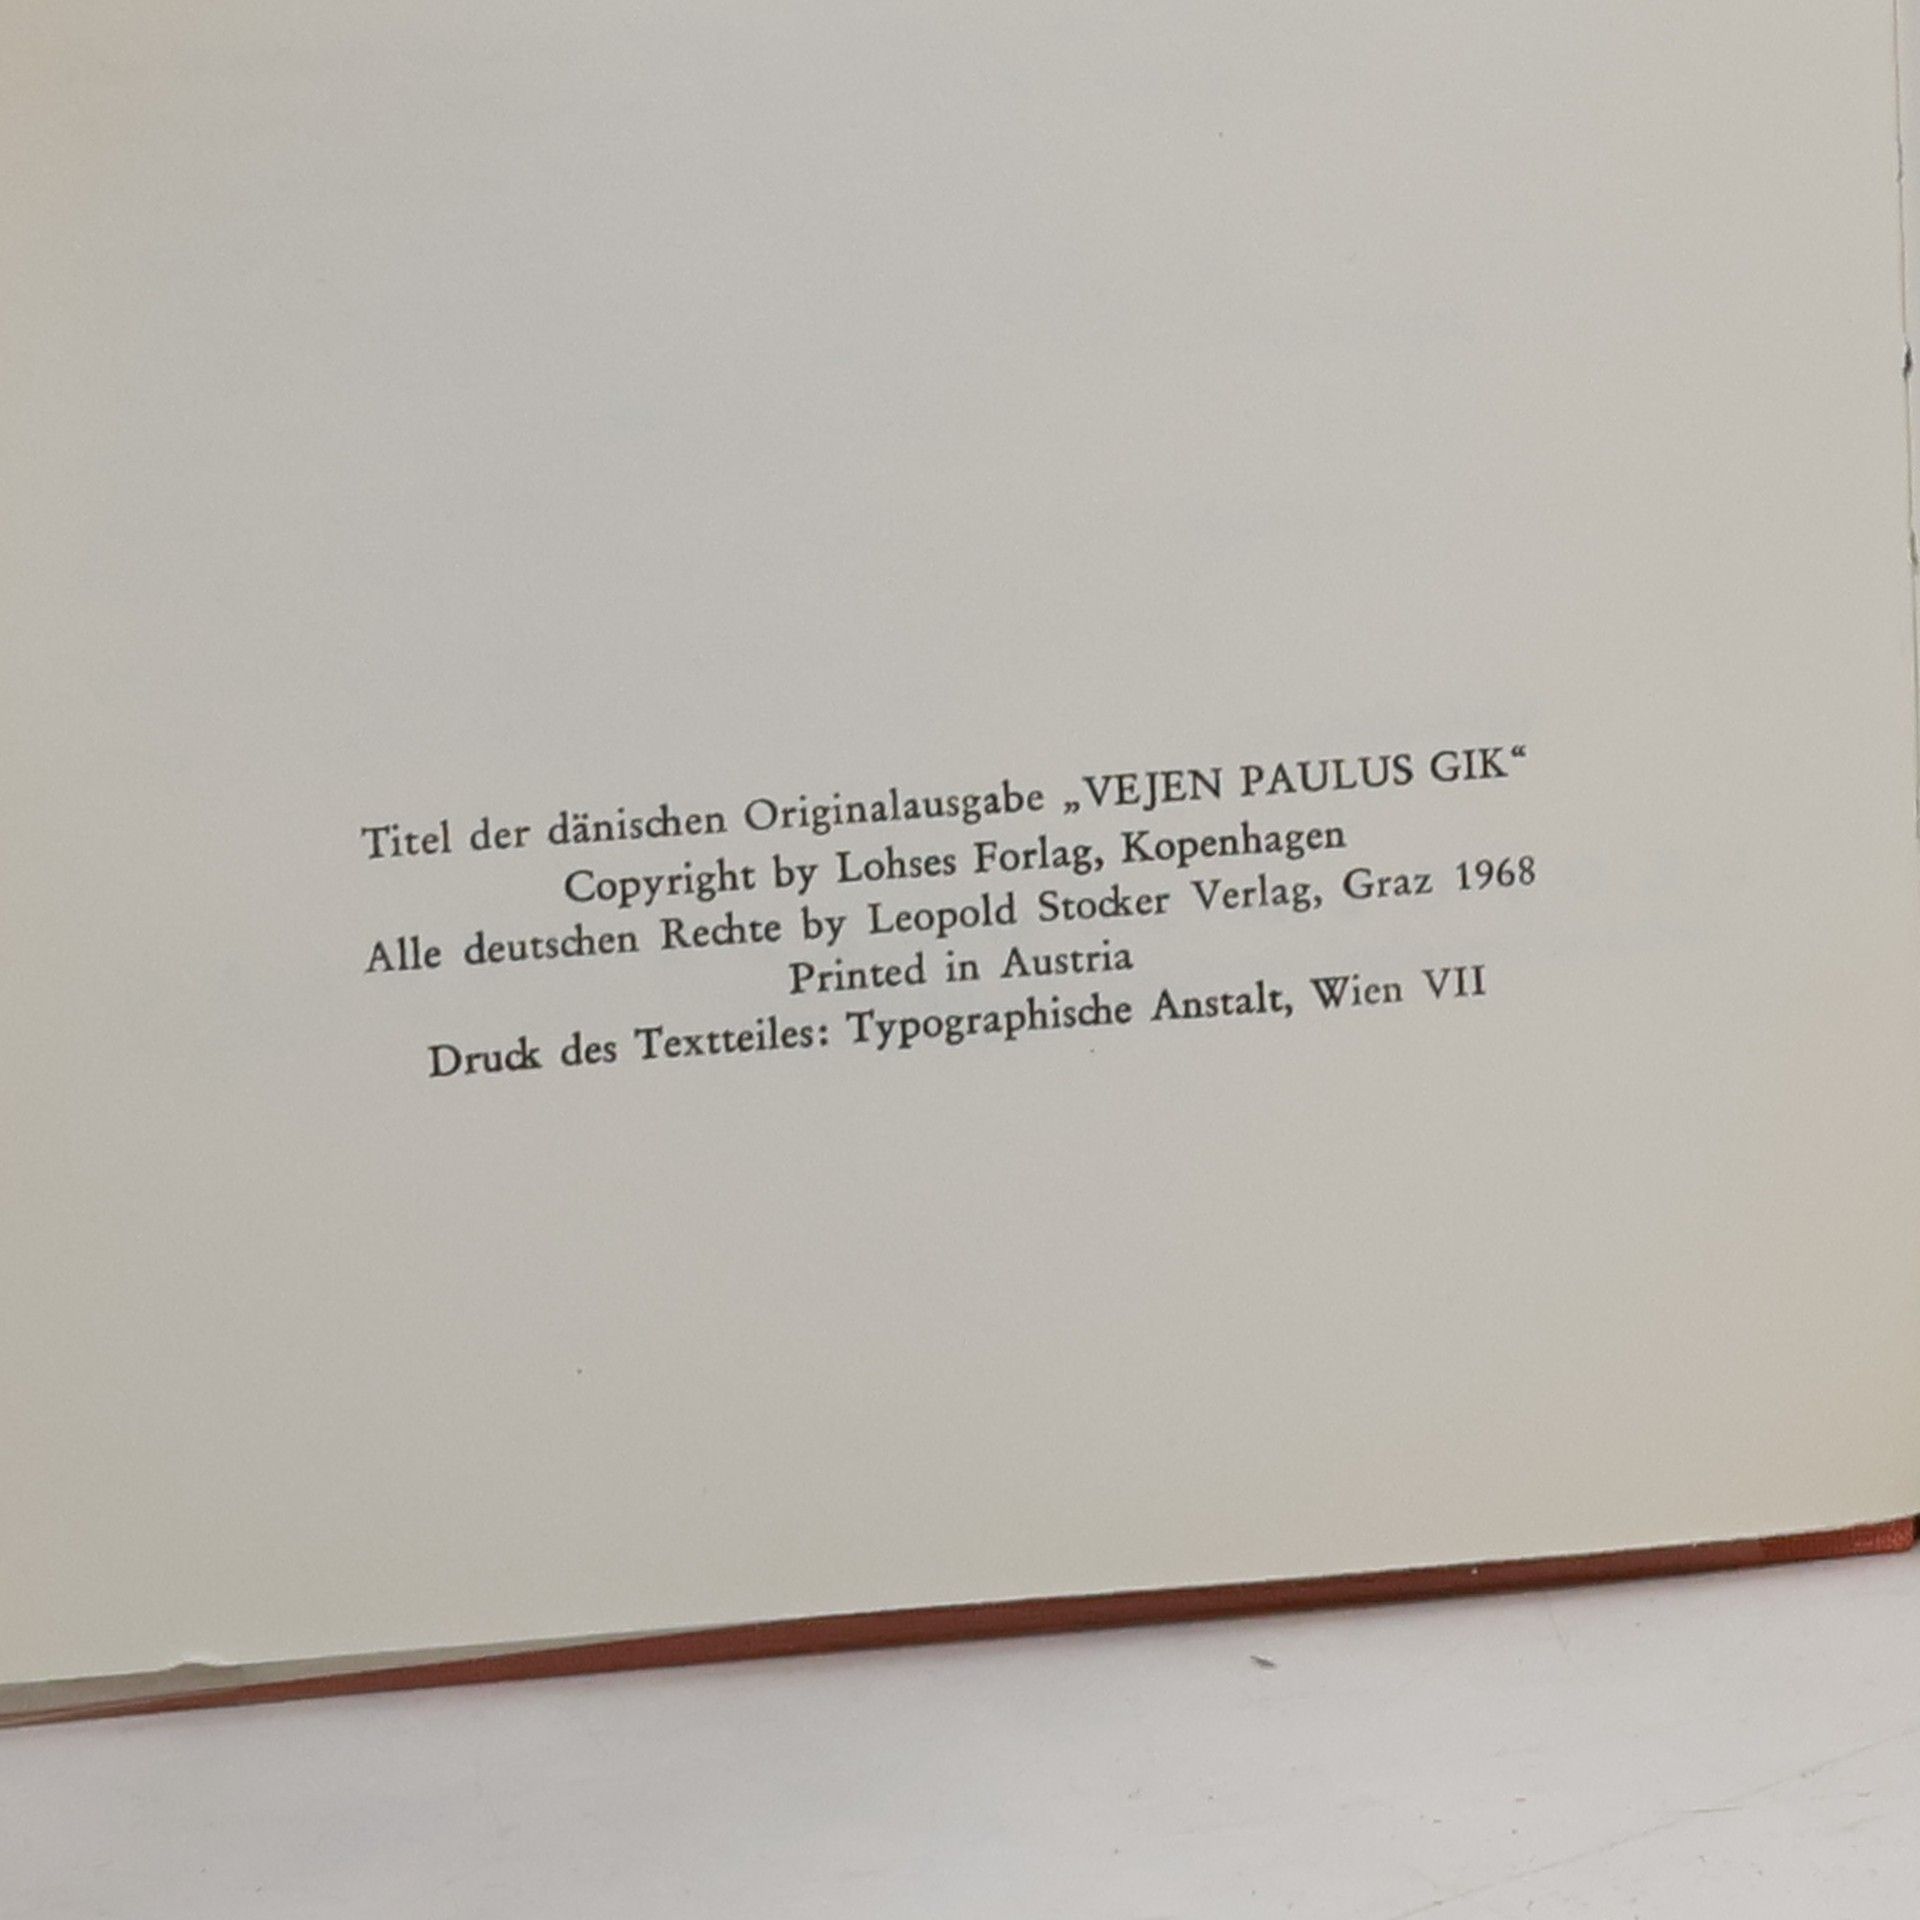 Titel der dänischen Originalausgabe „VEJEN PAULUS GIK“
Copyright by Lohses Forlag, Kopenhagen
Alle deutschen Rechte by Leopold Stocker Verlag, Graz 1968
Printed in Austria
Druck des Textteiles: Typographische Anstalt, Wien VII